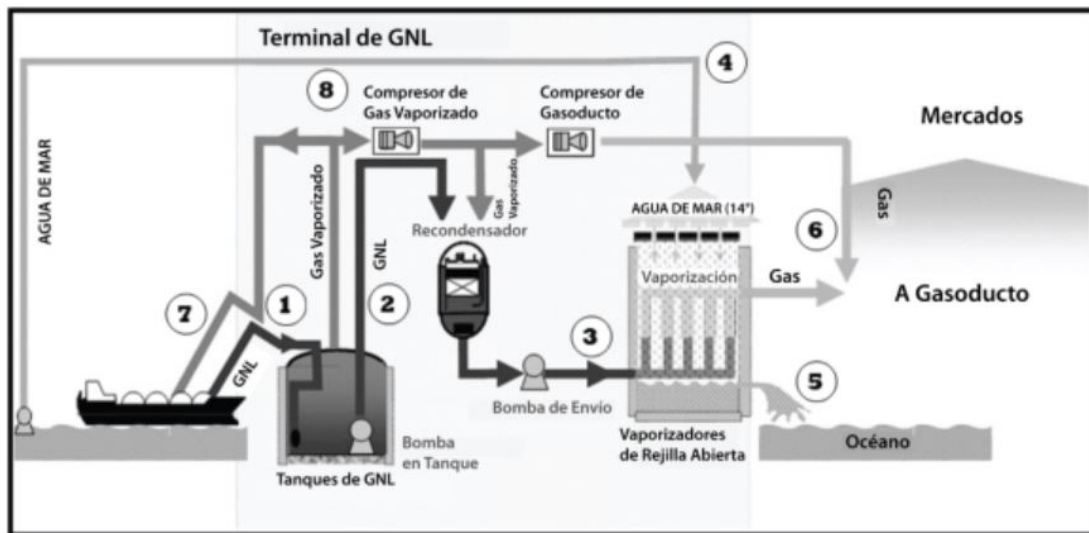 Terminal de GNL
4
8
Compresor de
Gas Vaporizado
Compresor de
Gasoducto
Mercados
AGUA DE MAR
Gas Vaporizado
GNL
Gas
Vaporizado
Recondensador
AGUA DE MAR (14°)
Vaporización
Gas
Gas
6
A Gasoducto
7
1
2
3
GNL
5
Bomba de Envío
Bomba
en Tanque
Tanques de GNL
Vaporizadores
de Rejilla Abierta
Océano